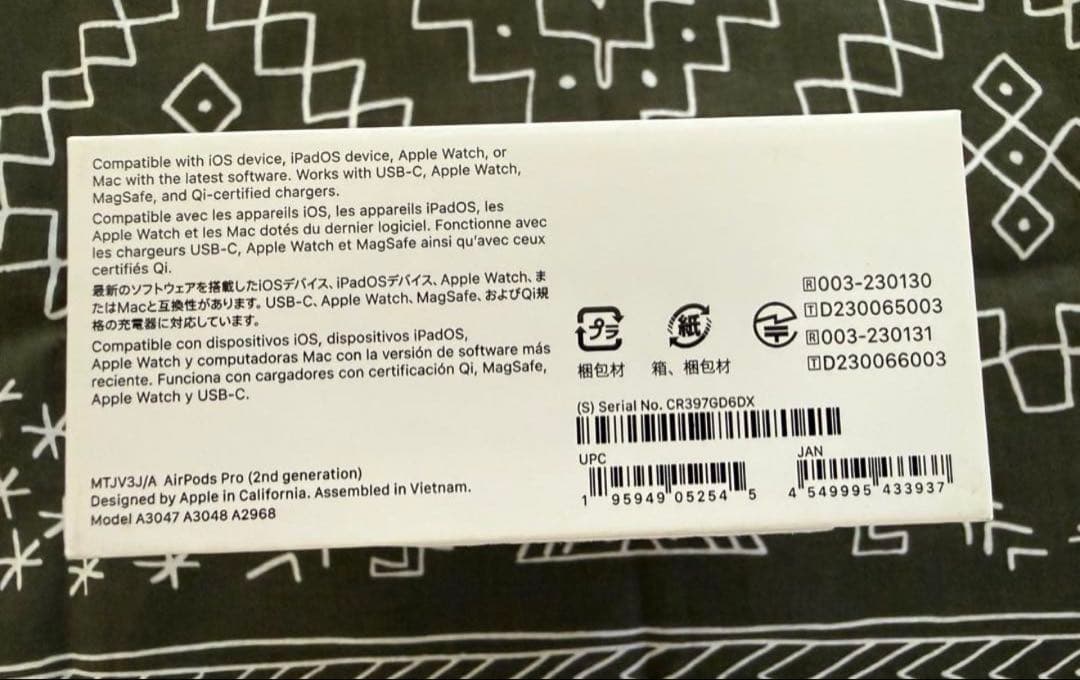 Compatible with iOS device, iPadOS device, Apple Watch, or
Mac with the latest software. Works with USB-C, Apple Watch,
MagSafe, and Qi-certified chargers.
Compatible avec les appareils iOS, les appareils iPadOS, les
Apple Watch et les Mac dotés du dernier logiciel. Fonctionne avec
les chargeurs USB-C, Apple Watch et MagSafe ainsi qu'avec ceux
certifiés Qi.
最新のソフトウェアを搭載したiOSデバイス、iPadOSデバイス、Apple Watch、ま
たはMacと互換性があります。USB-C、Apple Watch、MagSafe、およびQi規
格の充電器に対応しています。
Compatible con dispositivos iOS, dispositivos iPadOS,
Apple Watch y computadoras Mac con la versión de software más
reciente. Funciona con cargadores con certificación Qi, MagSafe,
Apple Watch y USB-C.
MTJV3J/A AirPods Pro (2nd generation)
Designed by Apple in California. Assembled in Vietnam.
Model A3047 A3048 A2968
プラ
梱包材
紙
箱、梱包材
R 003-230130
T D230065003
R 003-230131
T D230066003
(S) Serial No. CR397GD6DX
UPC
1 95949 05254 5
JAN
4 549995 433937